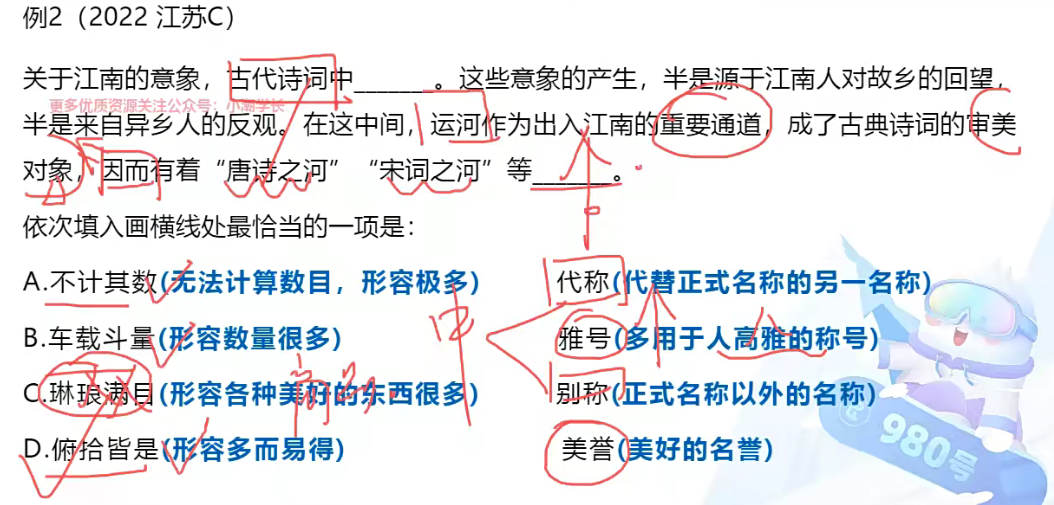 例2（2022 江苏C）
关于江南的意象，古代诗词中______。这些意象的产生，半是源于江南人对故乡的回望，
更多优质资源关注公众号：小潮学长
半是来自异乡人的反观。在这中间，运河作为出入江南的重要通道，成了古典诗词的审美
对象，因而有着“唐诗之河”“宋词之河”等______。
依次填入画横线处最恰当的一项是：
A.不计其数(无法计算数目，形容极多) 代称(代替正式名称的另一名称)
B.车载斗量(形容数量很多) 雅号(多用于人高雅的称号)
C.琳琅满目(形容各种美好的东西很多) 别称(正式名称以外的名称)
D.俯拾皆是(形容多而易得) 美誉(美好的名誉)
中
980号